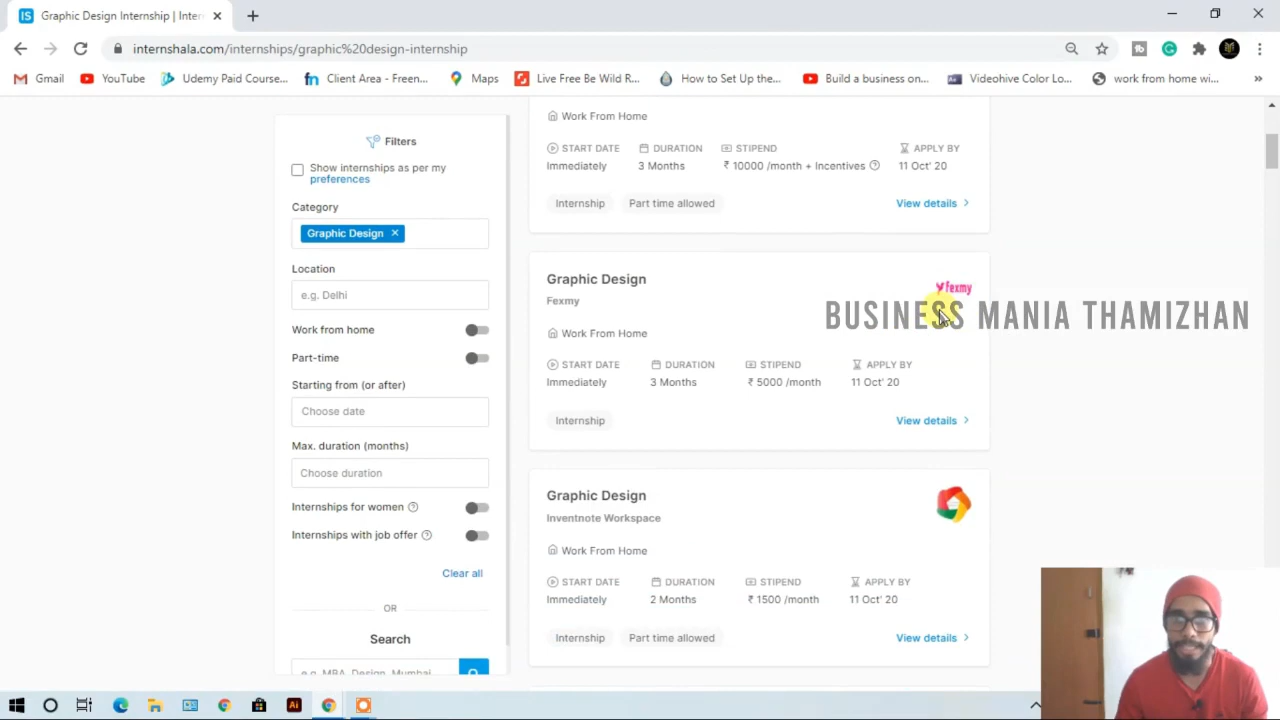 Graphic Design Internship | Inter
internshala.com/internships/graphic%20design-internship
Gmail
YouTube
Udemy Paid Course...
Client Area - Freen...
Maps
Live Free Be Wild R...
How to Set Up the...
Build a business on...
Videohive Color Lo...
work from home wi...
Filters
Show internships as per my
preferences
Category
Graphic Design
Location
e.g. Delhi
Work from home
Part-time
Starting from (or after)
Choose date
Max. duration (months)
Choose duration
Internships for women
Internships with job offer
Clear all
OR
Search
e.g. MBA, Design, Mumbai
Work From Home
START DATE DURATION STIPEND APPLY BY
Immediately 3 Months ₹ 10000 /month + Incentives 11 Oct' 20
Internship Part time allowed View details
Graphic Design
Fexmy
fexmy
BUSINESS MANIA THAMIZHAN
Work From Home
START DATE DURATION STIPEND APPLY BY
Immediately 3 Months ₹ 5000 /month 11 Oct' 20
Internship View details
Graphic Design
Inventnote Workspace
Work From Home
START DATE DURATION STIPEND APPLY BY
Immediately 2 Months ₹ 1500 /month 11 Oct' 20
Internship Part time allowed View details